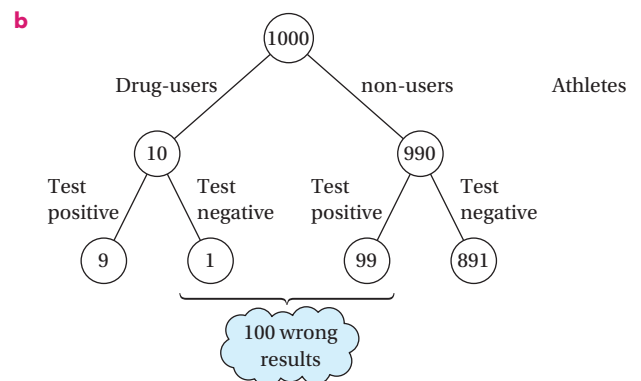 b
1000
Drug-users non-users Athletes
10 990
Test positive Test negative Test positive Test negative
9 1 99 891
100 wrong
results